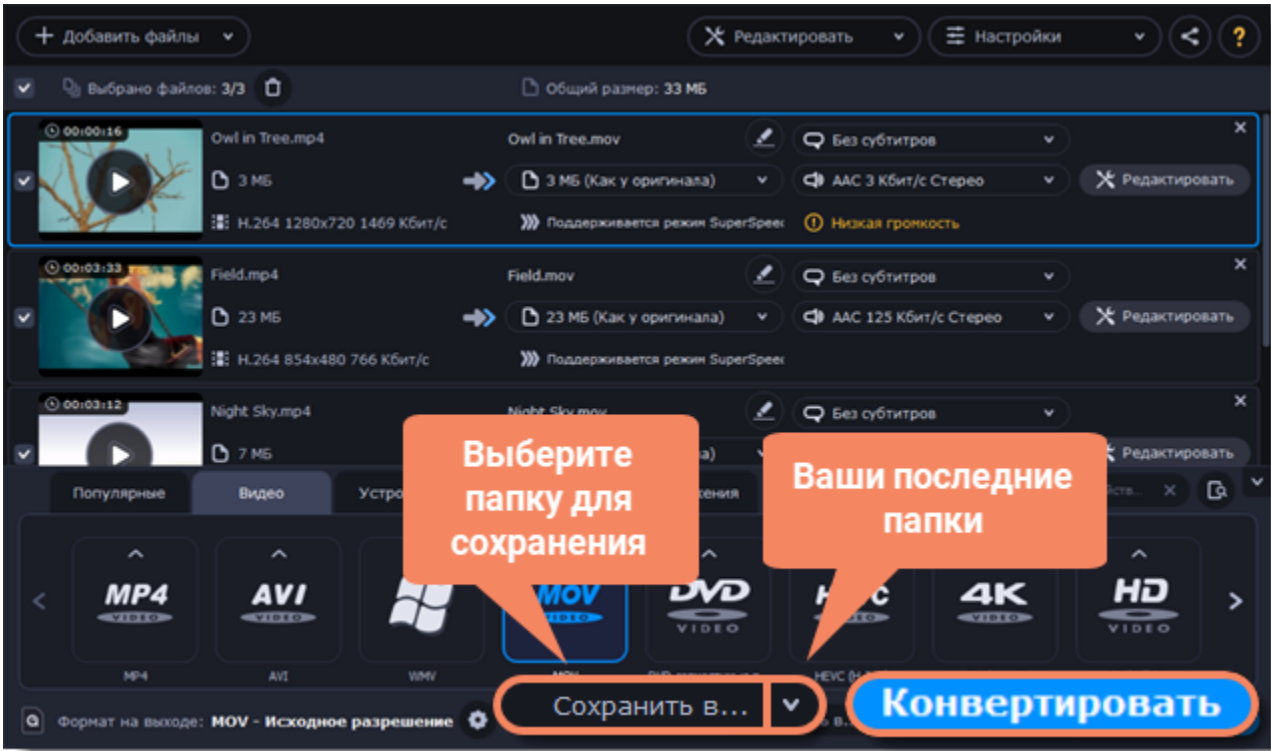 Добавить файлы
Редактировать
Настройки
?
Выбрано файлов: 3/3
Общий размер: 33 МБ
00:00:16
Owl in Tree.mp4
Owl in Tree.mov
Без субтитров
3 МБ
3 МБ (Как у оригинала)
AAC 3 Кбит/с Стерео
Редактировать
H.264 1280x720 1469 Кбит/с
Поддерживается режим SuperSpeed
Низкая громкость
00:03:33
Field.mp4
Field.mov
Без субтитров
23 МБ
23 МБ (Как у оригинала)
AAC 125 Кбит/с Стерео
Редактировать
H.264 854x480 766 Кбит/с
Поддерживается режим SuperSpeed
00:03:12
Night Sky.mp4
Night Sky.mov
Без субтитров
7 МБ
Редактировать
Выберите
папку для
сохранения
Ваши последние
папки
Популярные
Видео
MP4
VIDEO
AVI
VIDEO
MOV
VIDEO
DVD
VIDEO
VIDEO
4K
VIDEO
HD
VIDEO
MP4
AVI
WMV
MOV
Формат на выходе: MOV - Исходное разрешение
Сохранить в...
Конвертировать